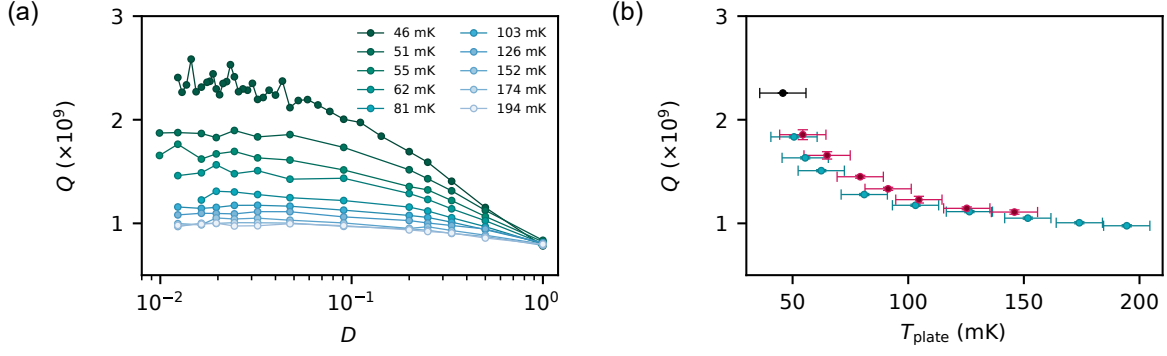 (a)
3
2
1
Q (×10⁹)
46 mK
51 mK
55 mK
62 mK
81 mK
103 mK
126 mK
152 mK
174 mK
194 mK
10⁻²
10⁻¹
10⁰
D
(b)
3
2
1
Q (×10⁹)
50
100
150
200
T_plate (mK)